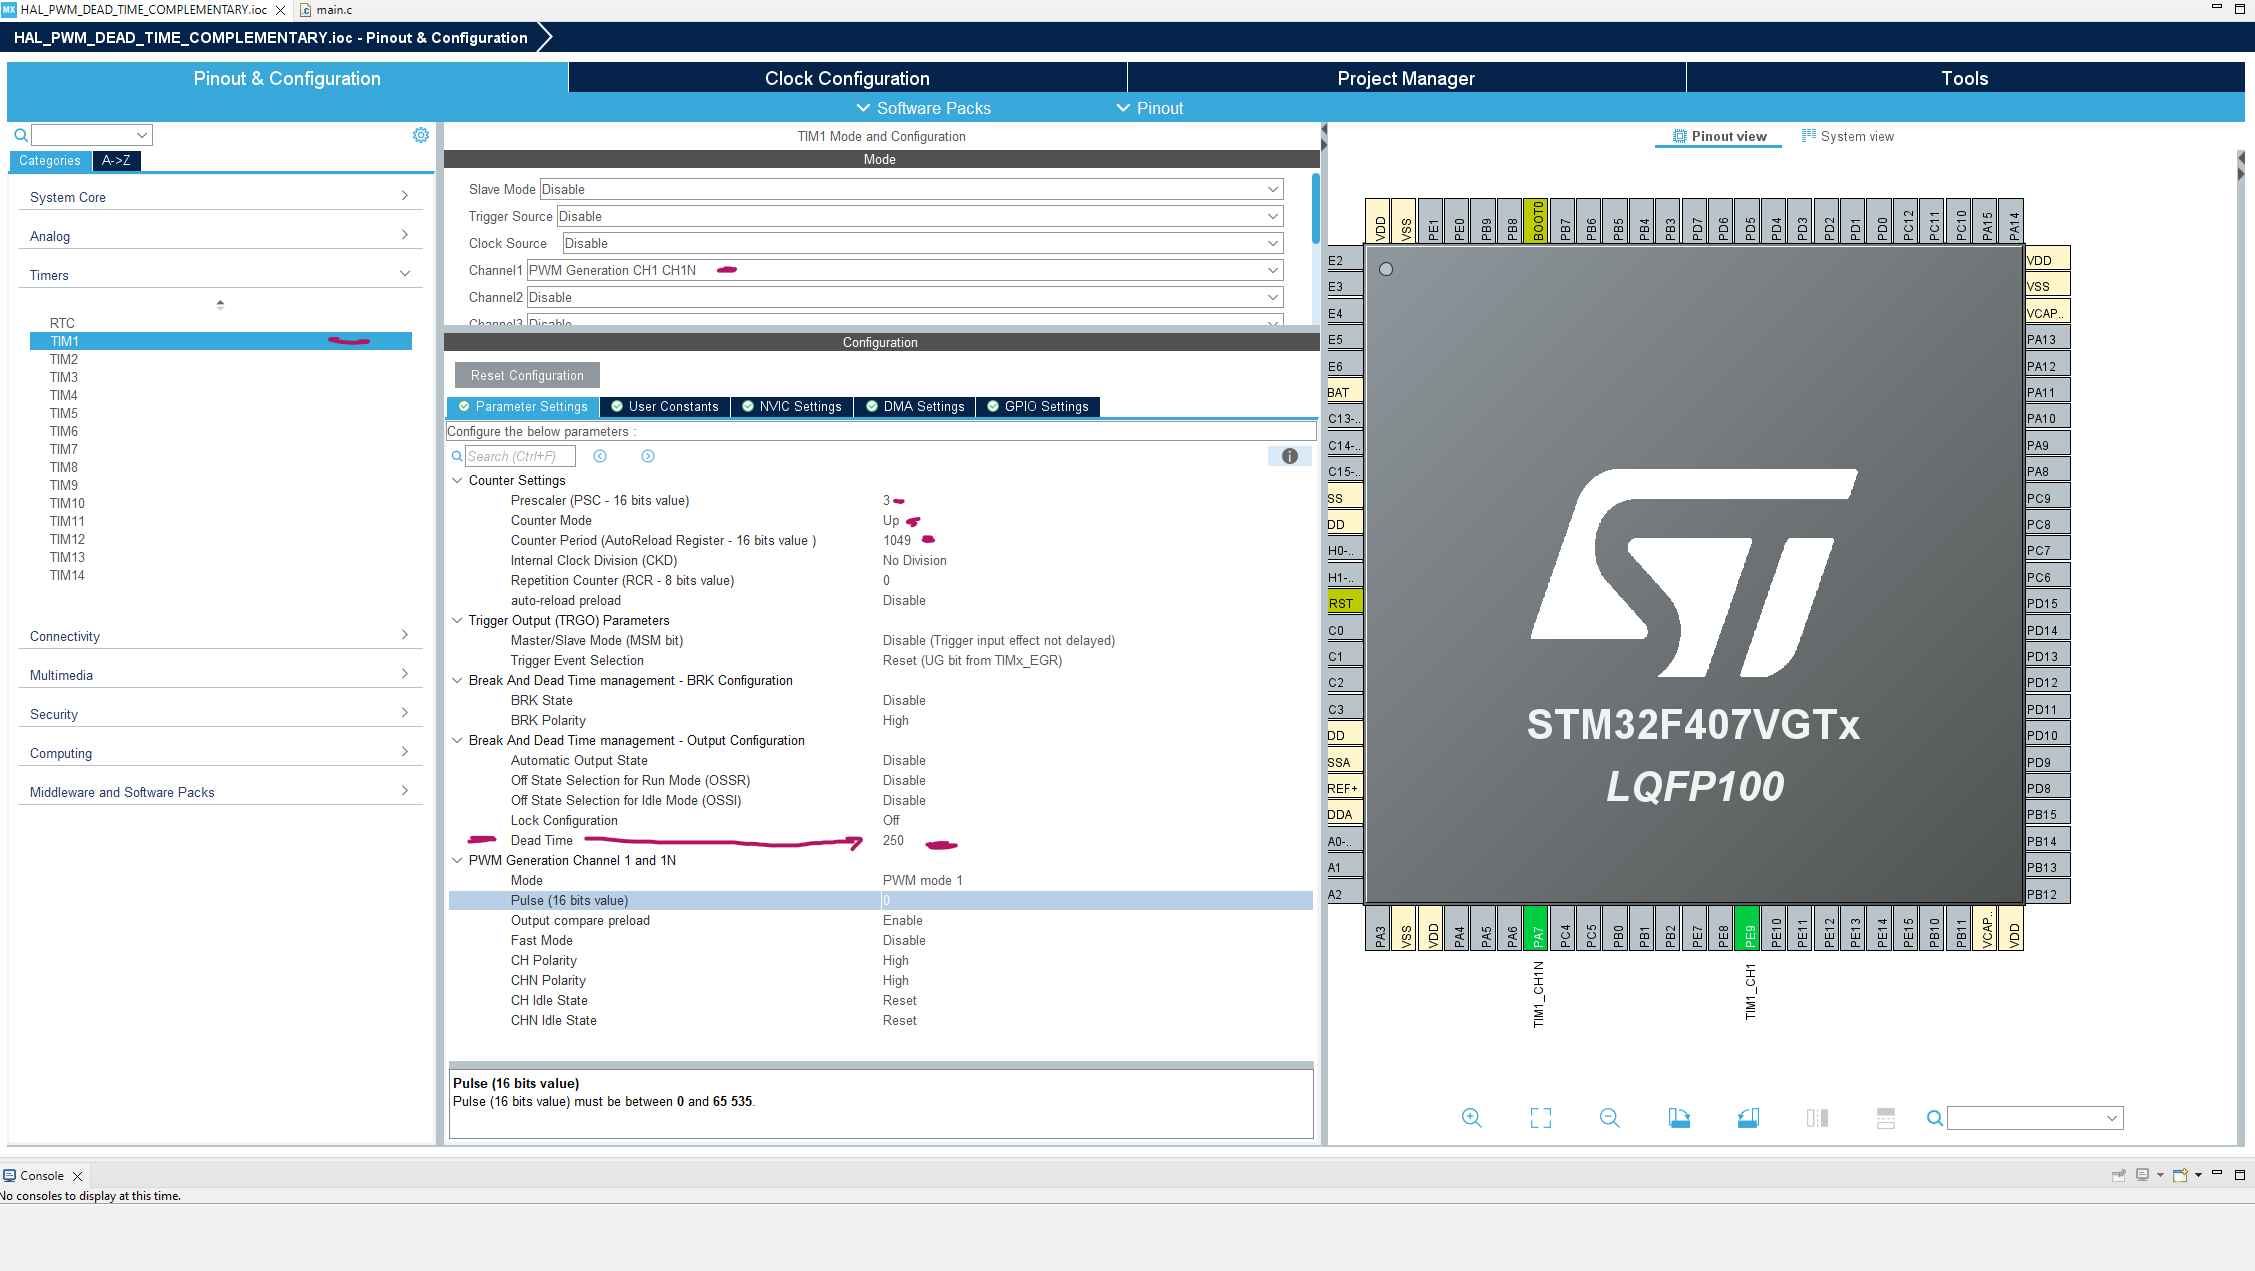 HAL_PWM_DEAD_TIME_COMPLEMENTARY.ioc
main.c
HAL_PWM_DEAD_TIME_COMPLEMENTARY.ioc - Pinout & Configuration
Pinout & Configuration
Clock Configuration
Project Manager
Tools
Software Packs
Pinout
Categories
A->Z
System Core
Analog
Timers
RTC
TIM1
TIM2
TIM3
TIM4
TIM5
TIM6
TIM7
TIM8
TIM9
TIM10
TIM11
TIM12
TIM13
TIM14
Connectivity
Multimedia
Security
Computing
Middleware and Software Packs
TIM1 Mode and Configuration
Mode
Slave Mode Disable
Trigger Source Disable
Clock Source Disable
Channel1 PWM Generation CH1 CH1N
Channel2 Disable
Channel3 Disable
Configuration
Reset Configuration
Parameter Settings
User Constants
NVIC Settings
DMA Settings
GPIO Settings
Configure the below parameters :
Search (Ctrl+F)
Counter Settings
Prescaler (PSC - 16 bits value) 3
Counter Mode Up
Counter Period (AutoReload Register - 16 bits value ) 1049
Internal Clock Division (CKD) No Division
Repetition Counter (RCR - 8 bits value) 0
auto-reload preload Disable
Trigger Output (TRGO) Parameters
Master/Slave Mode (MSM bit) Disable (Trigger input effect not delayed)
Trigger Event Selection Reset (UG bit from TIMx_EGR)
Break And Dead Time management - BRK Configuration
BRK State Disable
BRK Polarity High
Break And Dead Time management - Output Configuration
Automatic Output State Disable
Off State Selection for Run Mode (OSSR) Disable
Off State Selection for Idle Mode (OSSI) Disable
Lock Configuration Off
Dead Time 250
PWM Generation Channel 1 and 1N
Mode PWM mode 1
Pulse (16 bits value) 0
Output compare preload Enable
Fast Mode Disable
CH Polarity High
CHN Polarity High
CH Idle State Reset
CHN Idle State Reset
Pulse (16 bits value)
Pulse (16 bits value) must be between 0 and 65 535.
Pinout view
System view
VDD
VSS
PE1
PE0
PB9
PB8
BOOT0
PB7
PB6
PB5
PB4
PB3
PD7
PD6
PD5
PD4
PD3
PD2
PD1
PD0
PC12
PC11
PC10
PA15
PA14
E2
E3
E4
E5
E6
BAT
C13-..
C14-..
C15-..
SS
DD
H0-..
H1-..
RST
C0
C1
C2
C3
DD
SSA
REF+
DDA
A0-..
A1
A2
VDD
VSS
VCAP..
PA13
PA12
PA11
PA10
PA9
PA8
PC9
PC8
PC7
PC6
PD15
PD14
PD13
PD12
PD11
PD10
PD9
PD8
PB15
PB14
PB13
PB12
STM32F407VGTx
LQFP100
PA3
VSS
VDD
PA4
PA5
PA6
PA7
PC4
PC5
PB0
PB1
PB2
PE7
PE8
PE9
PE10
PE11
PE12
PE13
PE14
PE15
PB10
PB11
VCAP..
VDD
TIM1_CH1N
TIM1_CH1
Console
No consoles to display at this time.